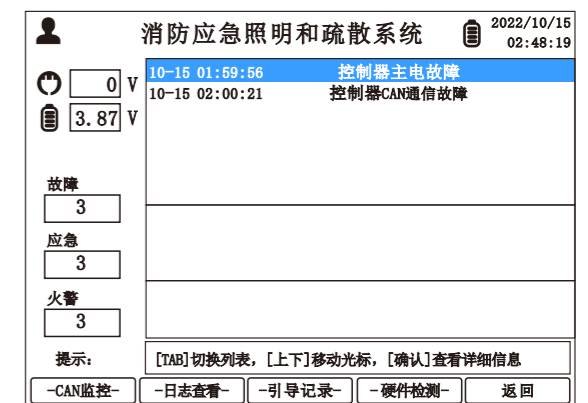 消防应急照明和疏散系统
2022/10/15
02:48:19
0 V
3.87 V
10-15 01:59:56 控制器主电故障
10-15 02:00:21 控制器CAN通信故障
故障
3
应急
3
火警
3
提示: [TAB]切换列表, [上下]移动光标, [确认]查看详细信息
-CAN监控- -日志查看- -引导记录- -硬件检测- 返回